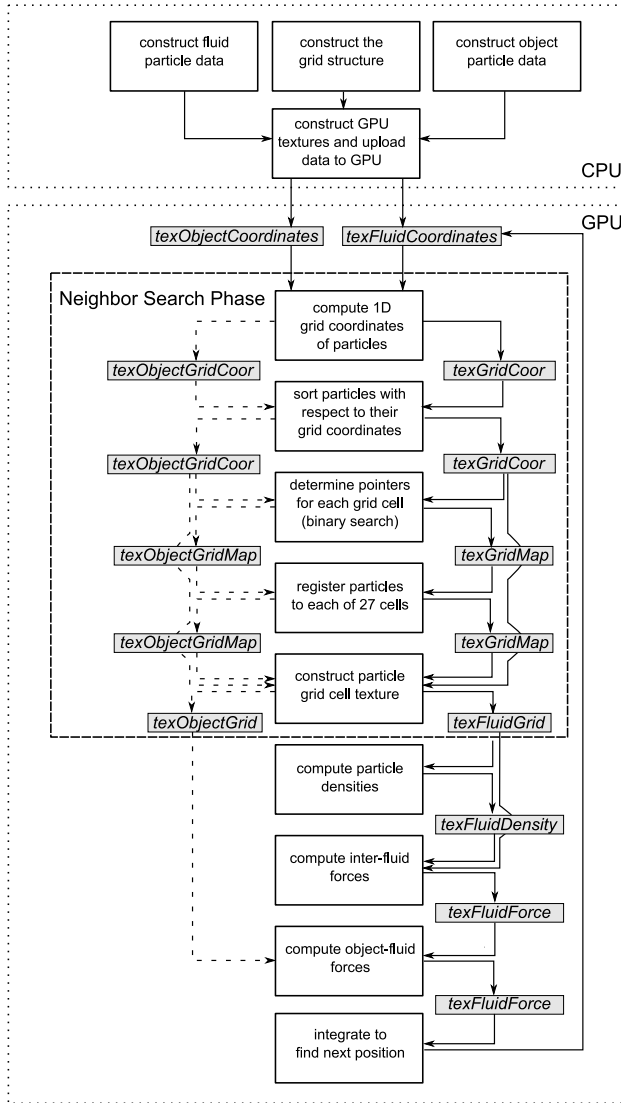 construct fluid
particle data
construct the
grid structure
construct object
particle data
construct GPU
textures and upload
data to GPU
CPU
GPU
texObjectCoordinates
texFluidCoordinates
Neighbor Search Phase
compute 1D
grid coordinates
of particles
texObjectGridCoor
texGridCoor
sort particles with
respect to their
grid coordinates
texObjectGridCoor
texGridCoor
determine pointers
for each grid cell
(binary search)
texObjectGridMap
texGridMap
register particles
to each of 27 cells
texObjectGridMap
texGridMap
construct particle
grid cell texture
texObjectGrid
texFluidGrid
compute particle
densities
texFluidDensity
compute inter-fluid
forces
texFluidForce
compute object-fluid
forces
texFluidForce
integrate to
find next position